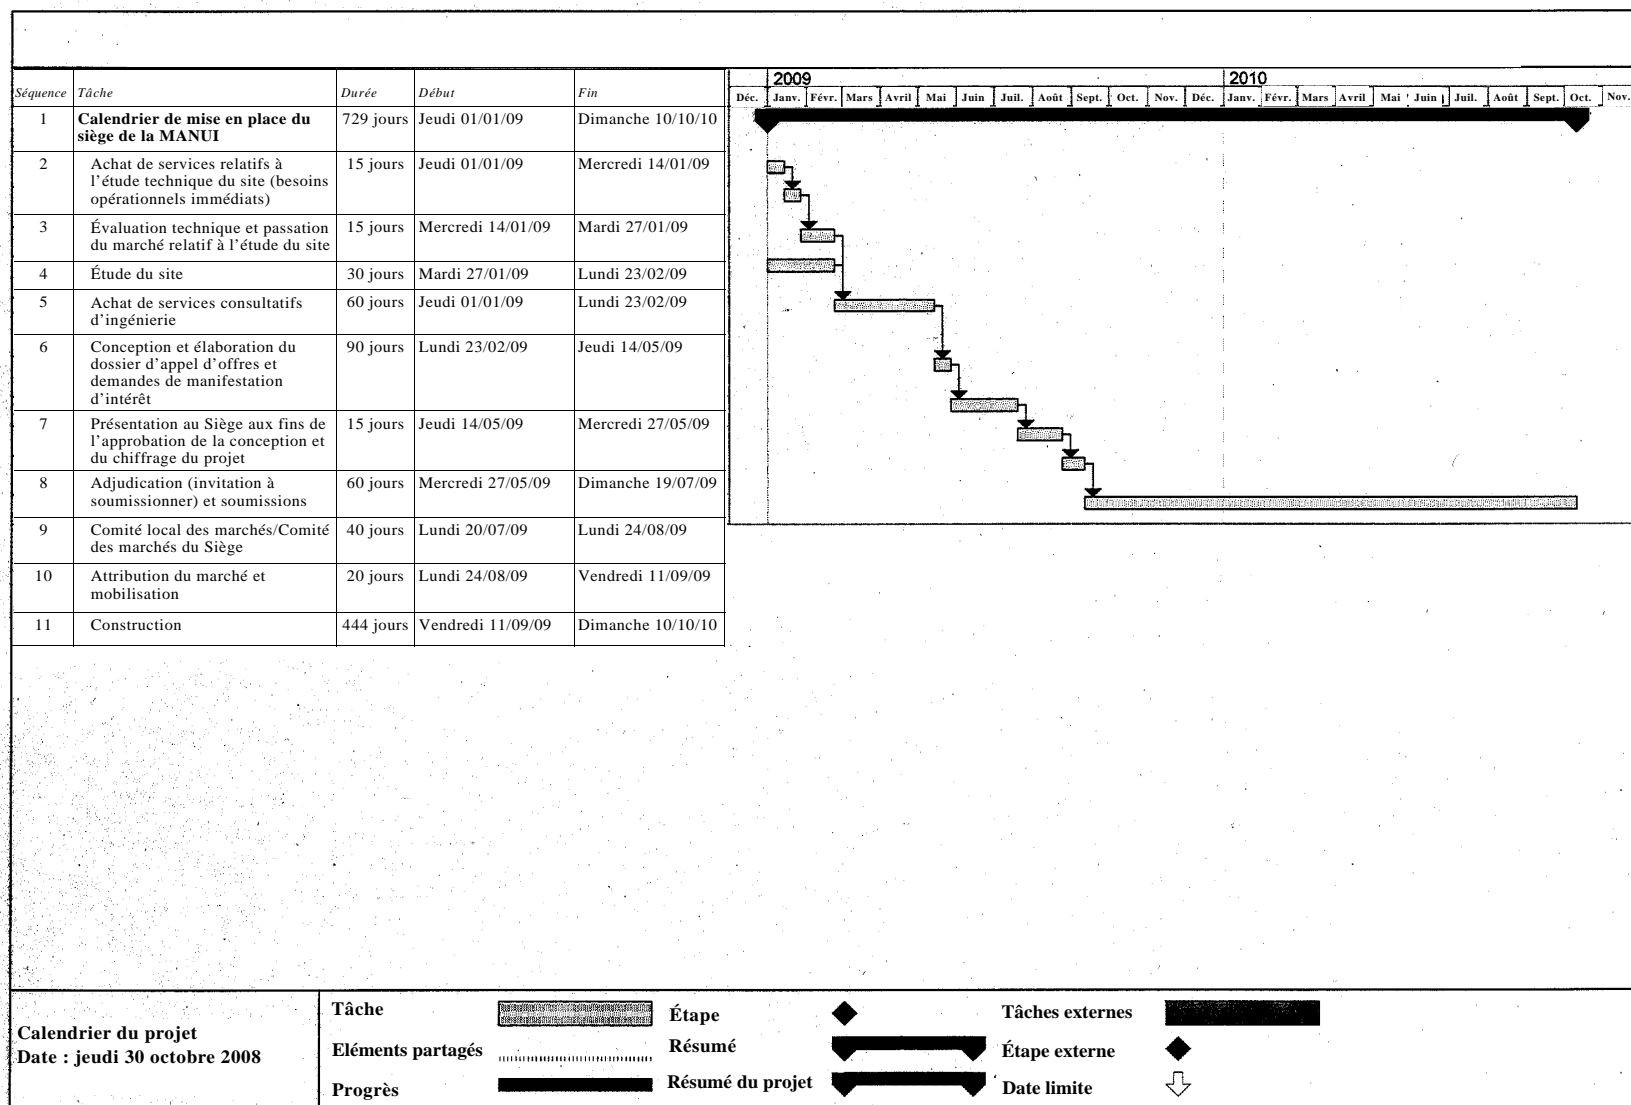 2009 2010
Déc. Janv. Févr. Mars Avril Mai Juin Juil. Août Sept. Oct. Nov. Déc. Janv. Févr. Mars Avril Mai Juin Juil. Août Sept. Oct. Nov.
Séquence Tâche Durée Début Fin
1 Calendrier de mise en place du 729 jours Jeudi 01/01/09 Dimanche 10/10/10
siège de la MANUI
2 Achat de services relatifs à 15 jours Jeudi 01/01/09 Mercredi 14/01/09
l’étude technique du site (besoins
opérationnels immédiats)
3 Évaluation technique et passation 15 jours Mercredi 14/01/09 Mardi 27/01/09
du marché relatif à l’étude du site
4 Étude du site 30 jours Mardi 27/01/09 Lundi 23/02/09
5 Achat de services consultatifs 60 jours Jeudi 01/01/09 Lundi 23/02/09
d’ingénierie
6 Conception et élaboration du 90 jours Lundi 23/02/09 Jeudi 14/05/09
dossier d’appel d’offres et
demandes de manifestation
d’intérêt
7 Présentation au Siège aux fins de 15 jours Jeudi 14/05/09 Mercredi 27/05/09
l’approbation de la conception et
du chiffrage du projet
8 Adjudication (invitation à 60 jours Mercredi 27/05/09 Dimanche 19/07/09
soumissionner) et soumissions
9 Comité local des marchés/Comité 40 jours Lundi 20/07/09 Lundi 24/08/09
des marchés du Siège
10 Attribution du marché et 20 jours Lundi 24/08/09 Vendredi 11/09/09
mobilisation
11 Construction 444 jours Vendredi 11/09/09 Dimanche 10/10/10
Calendrier du projet
Date : jeudi 30 octobre 2008
Tâche Étape Tâches externes
Eléments partagés Résumé Étape externe
Progrès Résumé du projet Date limite